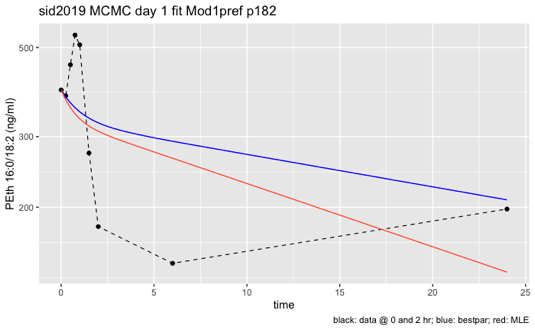 sid2019 MCMC day 1 fit Mod1pref p182
PEth 16:0/18:2 (ng/ml)
500
300
200
0
5
10
15
20
25
time
black: data @ 0 and 2 hr; blue: bestpar; red: MLE